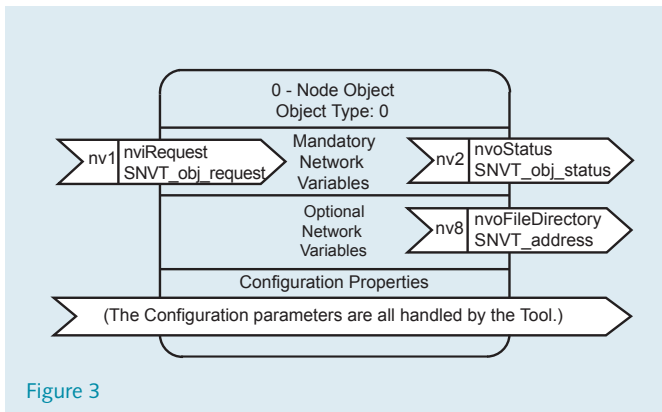 0 - Node Object
Object Type: 0
nv1
nviRequest
SNVT_obj_request
Mandatory
Network
Variables
nv2
nvoStatus
SNVT_obj_status
Optional
Network
Variables
nv8
nvoFileDirectory
SNVT_address
Configuration Properties
(The Configuration parameters are all handled by the Tool.)
Figure 3